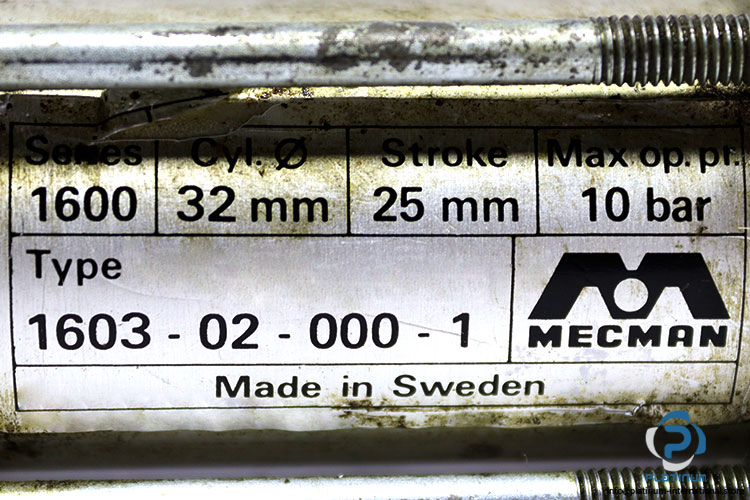 Series Cyl. Ø Stroke Max op. pr.
1600 32 mm 25 mm 10 bar
Type
1603 - 02 - 000 - 1
MECMAN
Made in Sweden
PLATINUM